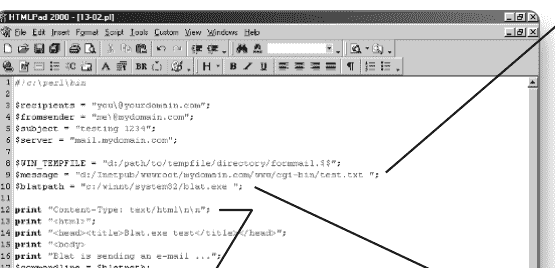 HTMLPad 2000 - [13-02.pl]
File Edit Insert Format Script Tools Custom View Windows Help
1 #!c:\perl\bin
2
3 $recipients = "you\@yourdomain.com";
4 $fromsender = "me\@mydomain.com";
5 $subject = "testing 1234";
6 $server = "mail.mydomain.com";
7
8 $WIN_TEMPFILE = "d:/path/to/tempfile/directory/formmail.$$";
9 $message = "d:/Inetpub/wwwroot/mydomain.com/www/cgi-bin/test.txt ";
10 $blatpath = "c:/winnt/system32/blat.exe ";
11
12 print "Content-Type: text/html\n\n";
13 print "<html>";
14 print "<head><title>Blat.exe test</title></head>";
15 print "<body>
16 print "Blat is sending an e-mail ...";
17 $commandline = $blatpath;